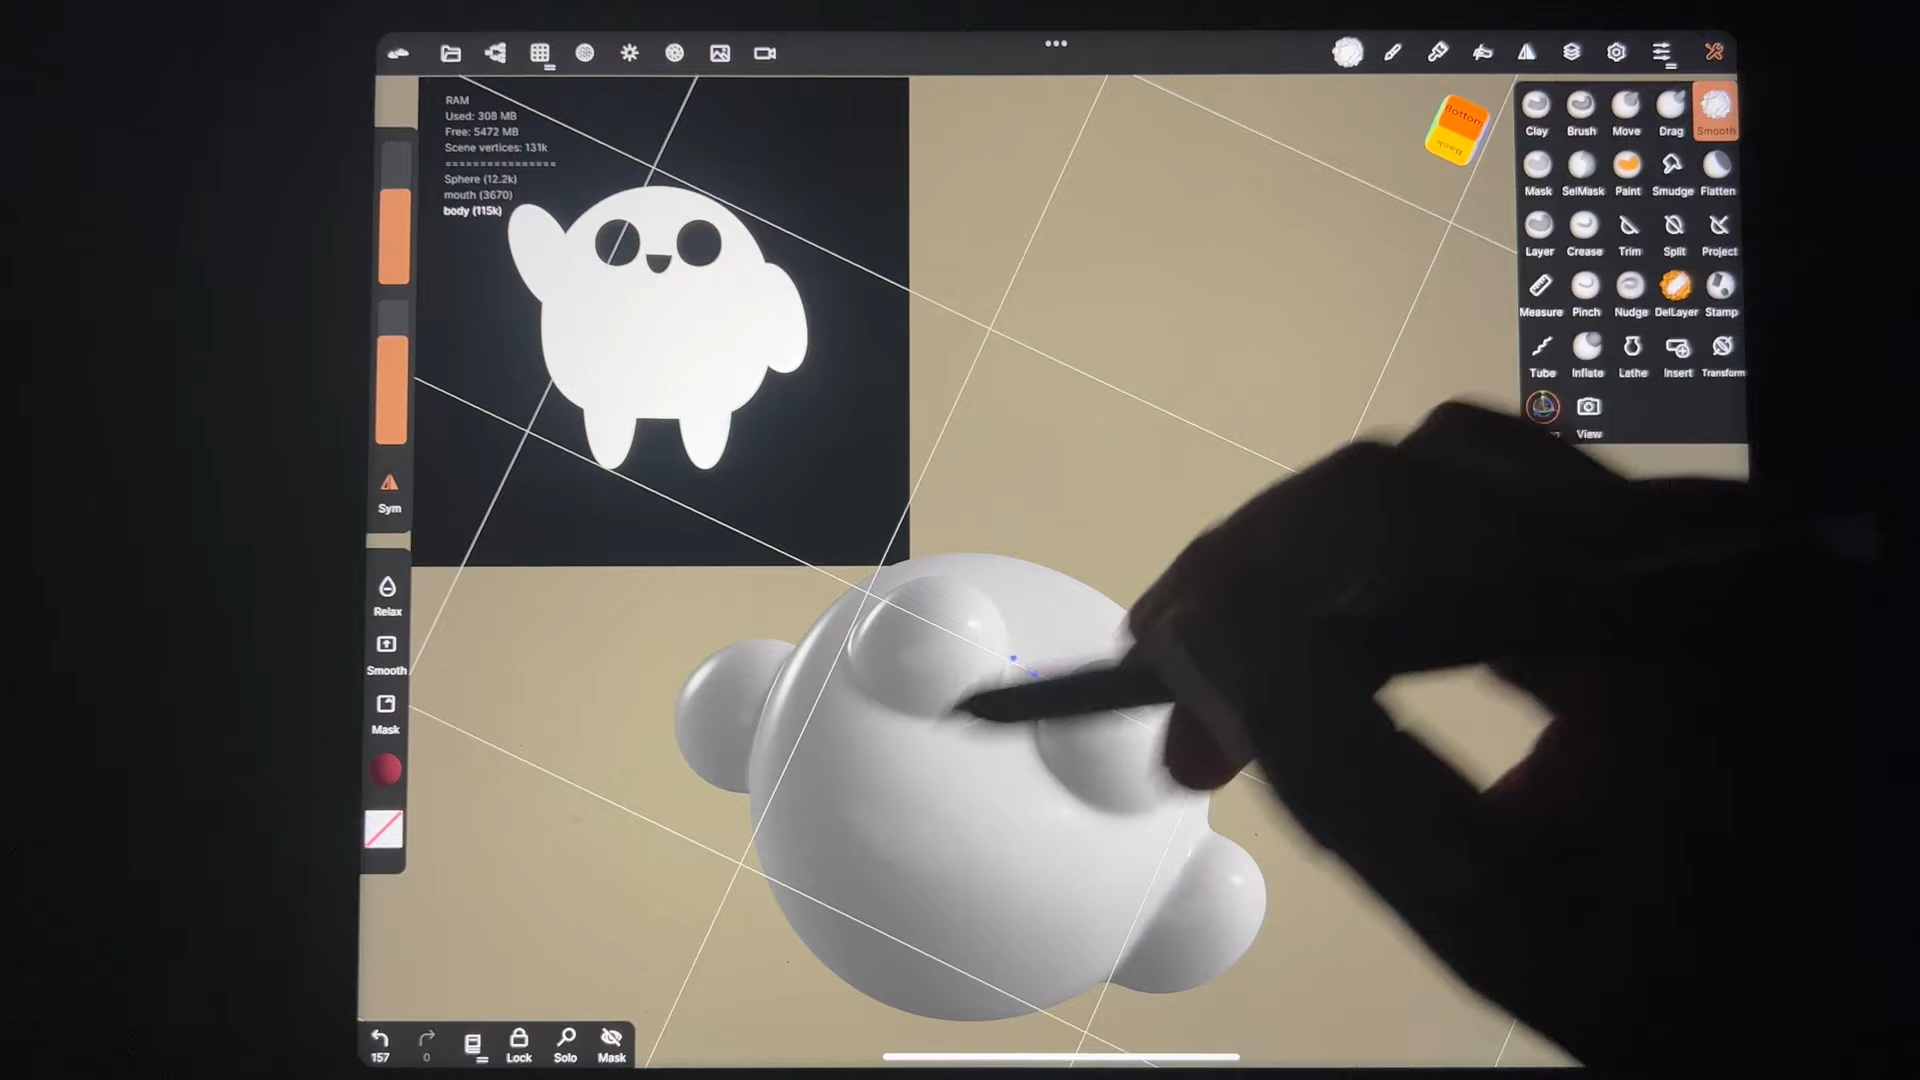 RAM
Used: 308 MB
Free: 5472 MB
Scene vertices: 131k
================
Sphere (12.2k)
mouth (3670)
body (115k)
Bottom
Back
Clay Brush Move Drag Smooth
Mask SelMask Paint Smudge Flatten
Layer Crease Trim Split Project
Measure Pinch Nudge DelLayer Stamp
Tube Inflate Lathe Insert Transform
View
Sym
Relax
Smooth
Mask
157 0 Lock Solo Mask